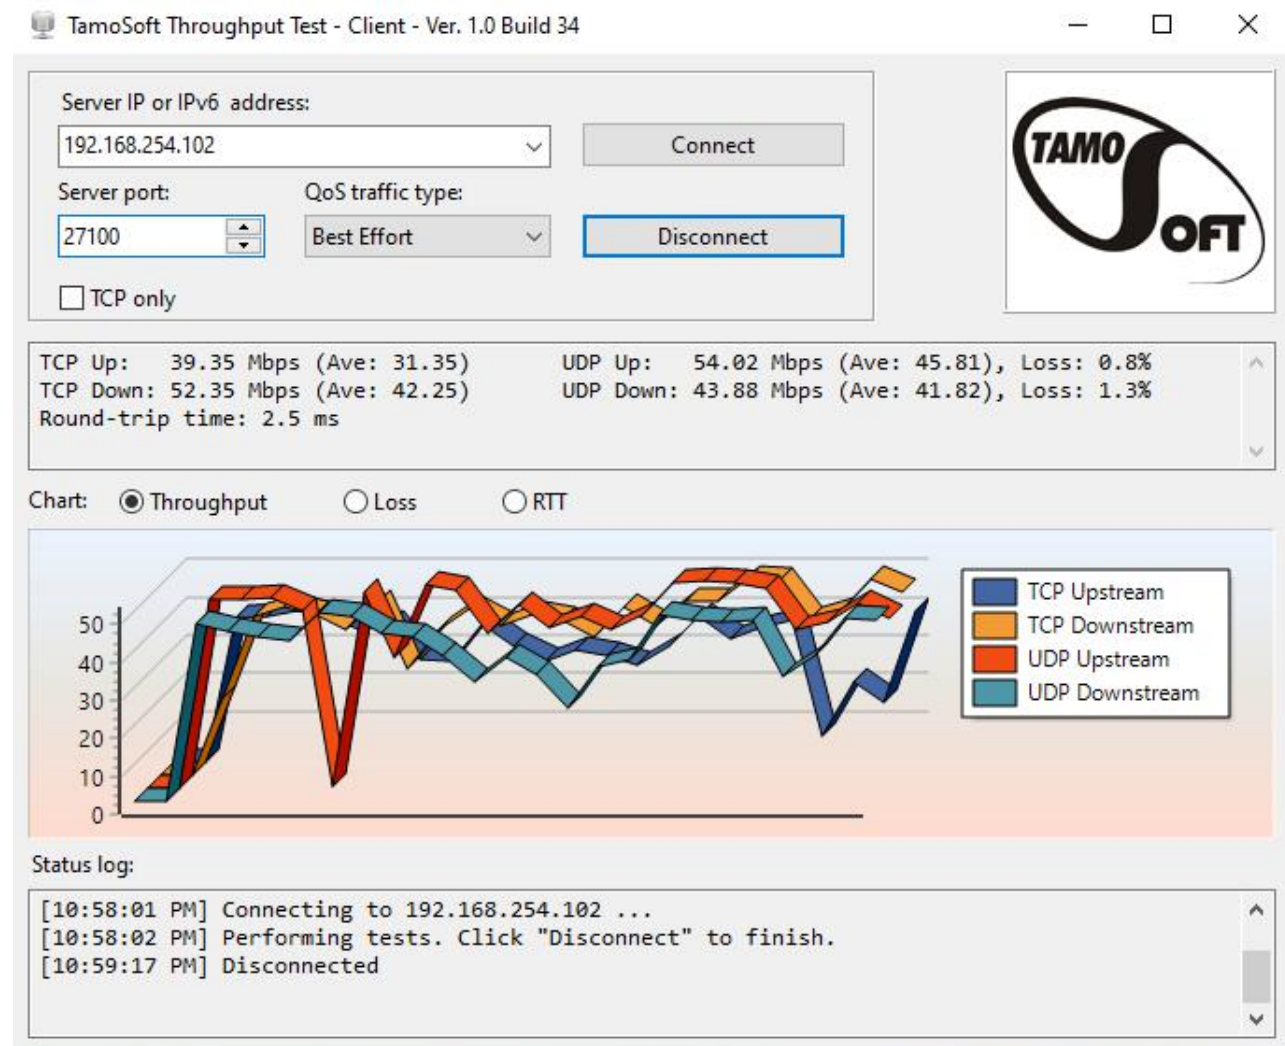 TamoSoft Throughput Test - Client - Ver. 1.0 Build 34
Server IP or IPv6 address:
192.168.254.102
Connect
Server port:
QoS traffic type:
27100
Best Effort
Disconnect
TCP only
TAMO
SOFT
TCP Up: 39.35 Mbps (Ave: 31.35) UDP Up: 54.02 Mbps (Ave: 45.81), Loss: 0.8%
TCP Down: 52.35 Mbps (Ave: 42.25) UDP Down: 43.88 Mbps (Ave: 41.82), Loss: 1.3%
Round-trip time: 2.5 ms
Chart: Throughput Loss RTT
50
40
30
20
10
0
TCP Upstream
TCP Downstream
UDP Upstream
UDP Downstream
Status log:
[10:58:01 PM] Connecting to 192.168.254.102 ...
[10:58:02 PM] Performing tests. Click "Disconnect" to finish.
[10:59:17 PM] Disconnected